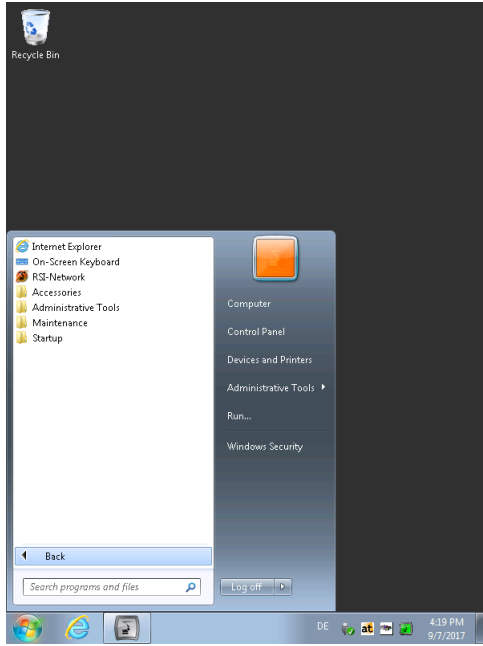 Recycle Bin
Internet Explorer
On-Screen Keyboard
RSI-Network
Accessories
Administrative Tools
Maintenance
Startup
Back
Search programs and files
Computer
Control Panel
Devices and Printers
Administrative Tools
Run...
Windows Security
Log off
DE
at
4:19 PM
9/7/2017